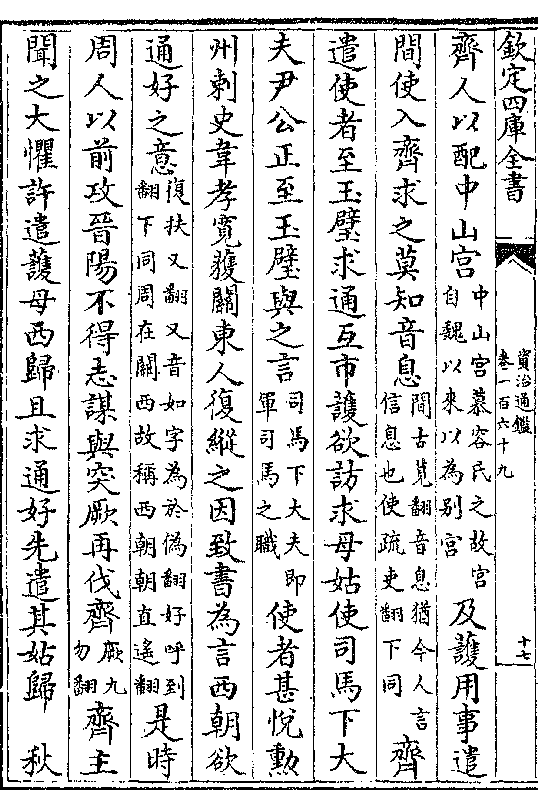 欽定四庫全書
資治通鑑
卷一百六十九
十七
齊人以配中山宮中山宮慕容氏之故宮自魏以來以為別宮及護用事遣
間使入齊求之莫知音息間古莧翻音息猶今人言信息也使疏吏翻下同齊
遣使者至玉璧求通互市護欲訪求母姑使司馬下大
夫尹公正至玉璧與之言司馬下大夫即軍司馬之職使者甚悅勲
州刺史韋孝寛獲關東人復縱之因致書為言西朝欲
通好之意復扶又翻又音如字為於偽翻好呼到翻下同周在關西故稱西朝朝直遙翻是時
周人以前攻晉陽不得志謀與突厥再伐齊厥九勿翻齊主
聞之大懼許遣護母西歸且求通好先遣其姑歸 秋